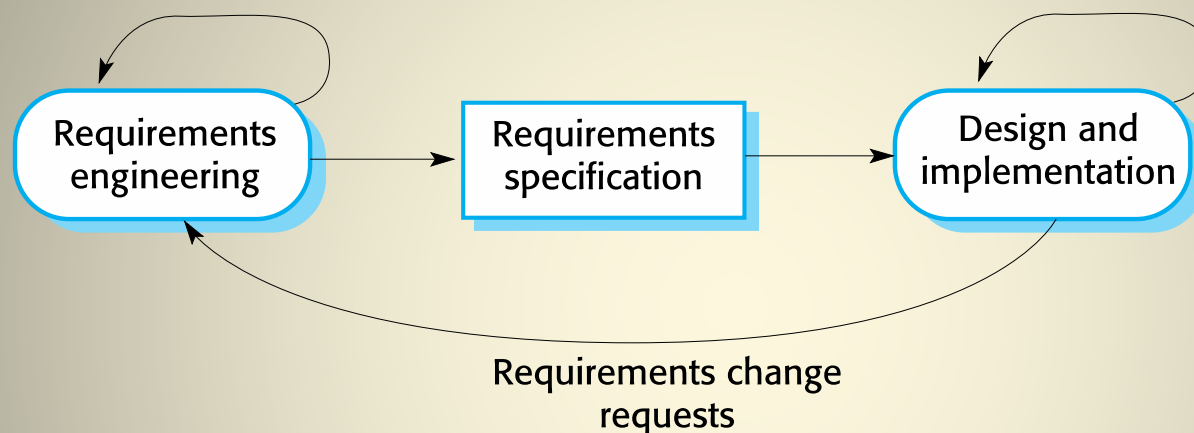 Requirements
engineering
Requirements
specification
Design and
implementation
Requirements change
requests